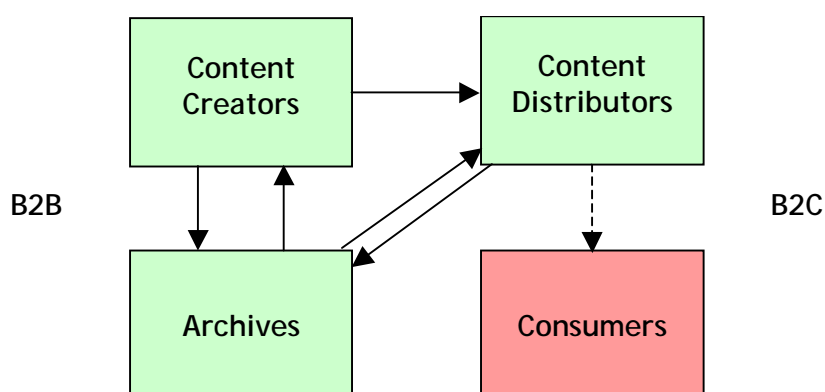 Content
Creators
Content
Distributors
B2B
B2C
Archives
Consumers